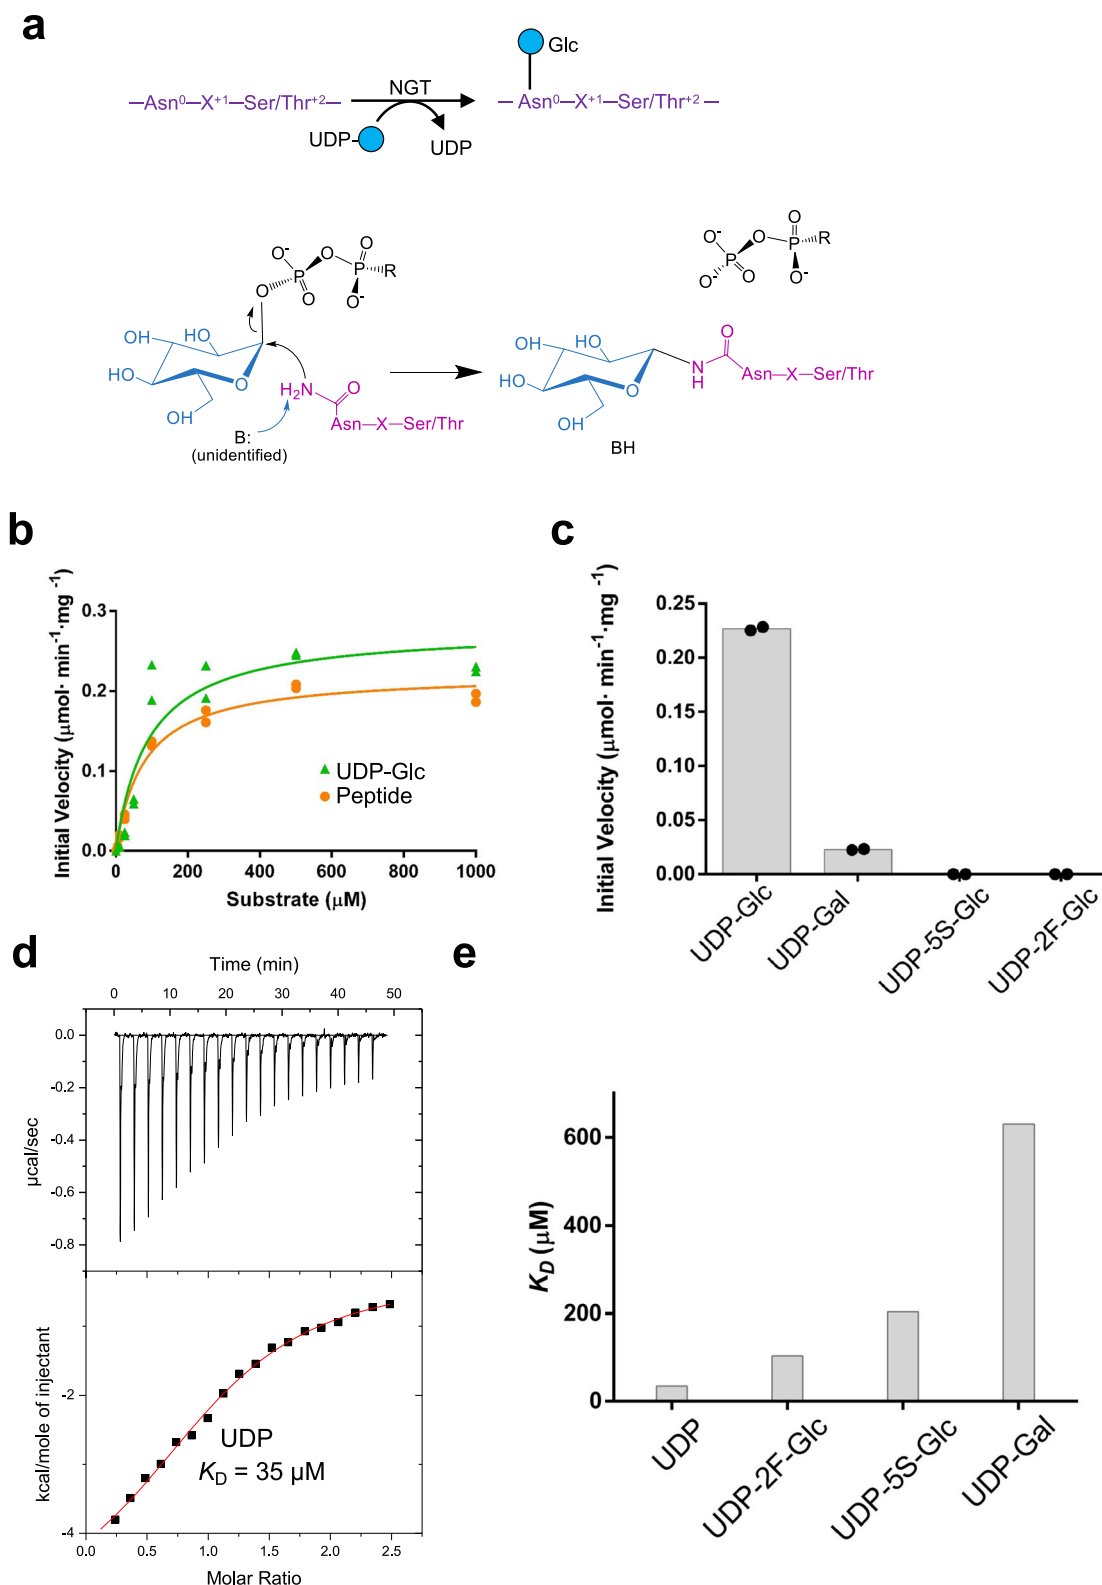 a
Glc
—Asn⁰—X⁺¹—Ser/Thr⁺²—
NGT
—Asn⁰—X⁺¹—Ser/Thr⁺²—
UDP-
UDP
O
O⁻
O
P
P
R
O
O
O⁻
OH
HO
HO
O
OH
H₂N
O
Asn—X—Ser/Thr
B:
(unidentified)
O
O⁻
O
P
P
R
O⁻
O
O⁻
OH
HO
HO
O
OH
N
H
O
Asn—X—Ser/Thr
BH
b
Initial Velocity (μmol· min⁻¹·mg ⁻¹)
0.3
0.2
0.1
0.0
UDP-Glc
Peptide
0
200
400
600
800
1000
Substrate (μM)
c
Initial Velocity (μmol· min⁻¹·mg ⁻¹)
0.25
0.20
0.15
0.10
0.05
0.00
UDP-Glc
UDP-Gal
UDP-5S-Glc
UDP-2F-Glc
d
Time (min)
0 10 20 30 40 50
0.0
-0.2
-0.4
-0.6
-0.8
μcal/sec
-2
-4
kcal/mole of injectant
UDP
K_D = 35 μM
0.0 0.5 1.0 1.5 2.0 2.5
Molar Ratio
e
K_D (μM)
600
400
200
0
UDP
UDP-2F-Glc
UDP-5S-Glc
UDP-Gal